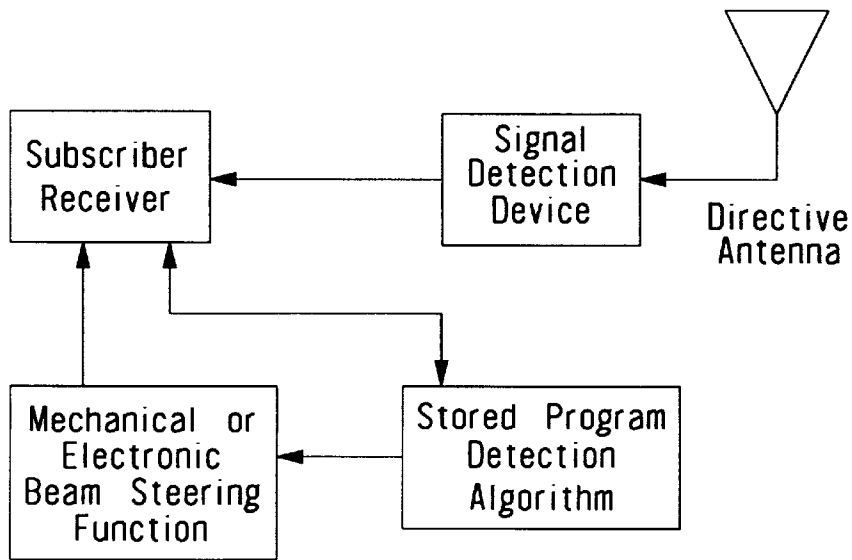 Subscriber
Receiver
Signal
Detection
Device
Directive
Antenna
Mechanical or
Electronic
Beam Steering
Function
Stored Program
Detection
Algorithm